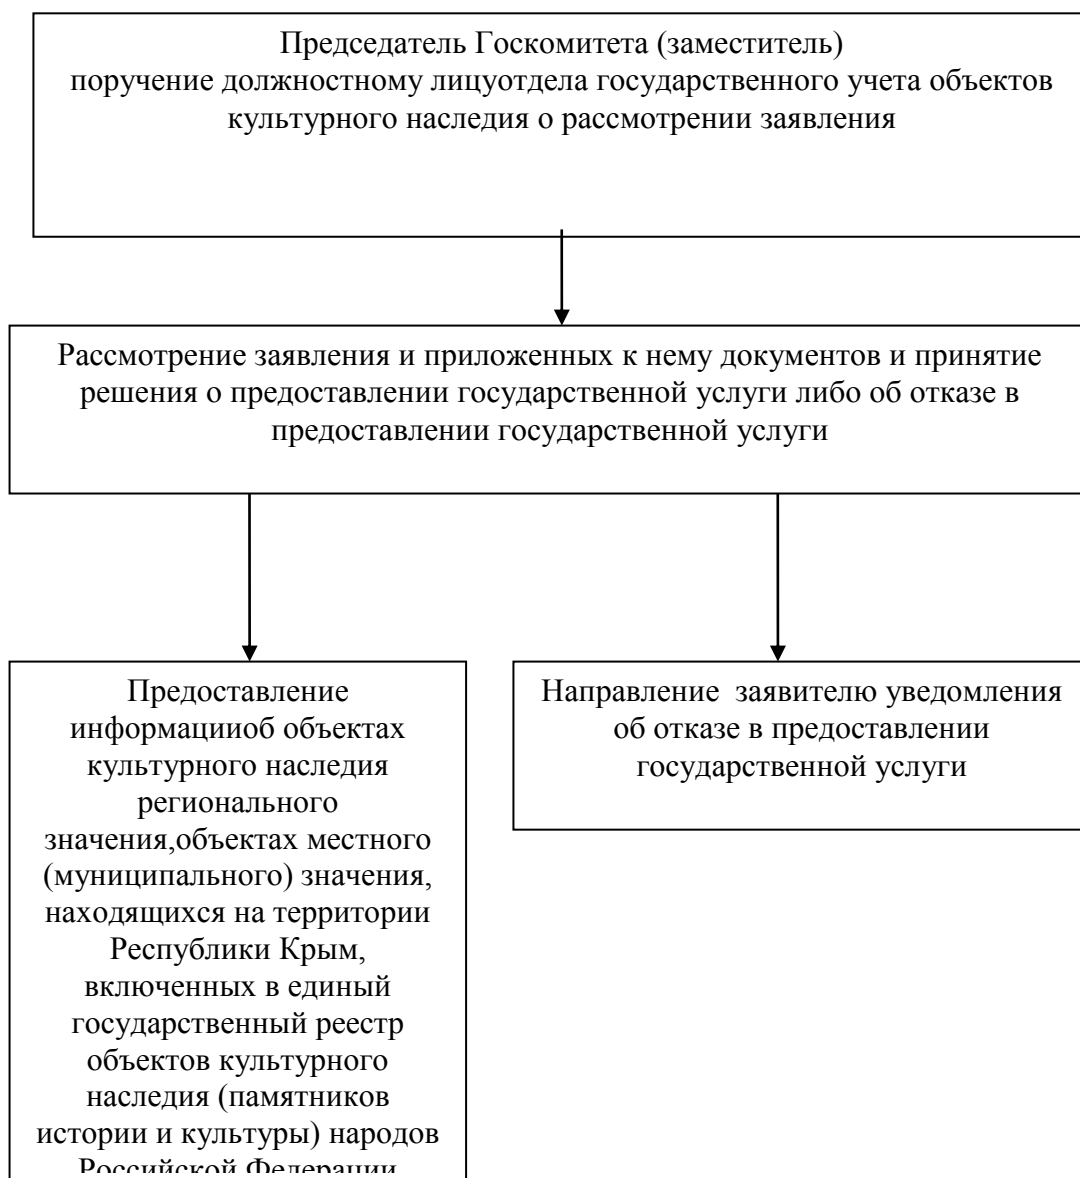 Председатель Госкомитета (заместитель)
поручение должностному лицуотдела государственного учета объектов
культурного наследия о рассмотрении заявления
Рассмотрение заявления и приложенных к нему документов и принятие
решения о предоставлении государственной услуги либо об отказе в
предоставлении государственной услуги
Предоставление
информацииоб объектах
культурного наследия
регионального
значения,объектах местного
(муниципального) значения,
находящихся на территории
Республики Крым,
включенных в единый
государственный реестр
объектов культурного
наследия (памятников
истории и культуры) народов
Российской Федерации
Направление  заявителю уведомления
об отказе в предоставлении
государственной услуги